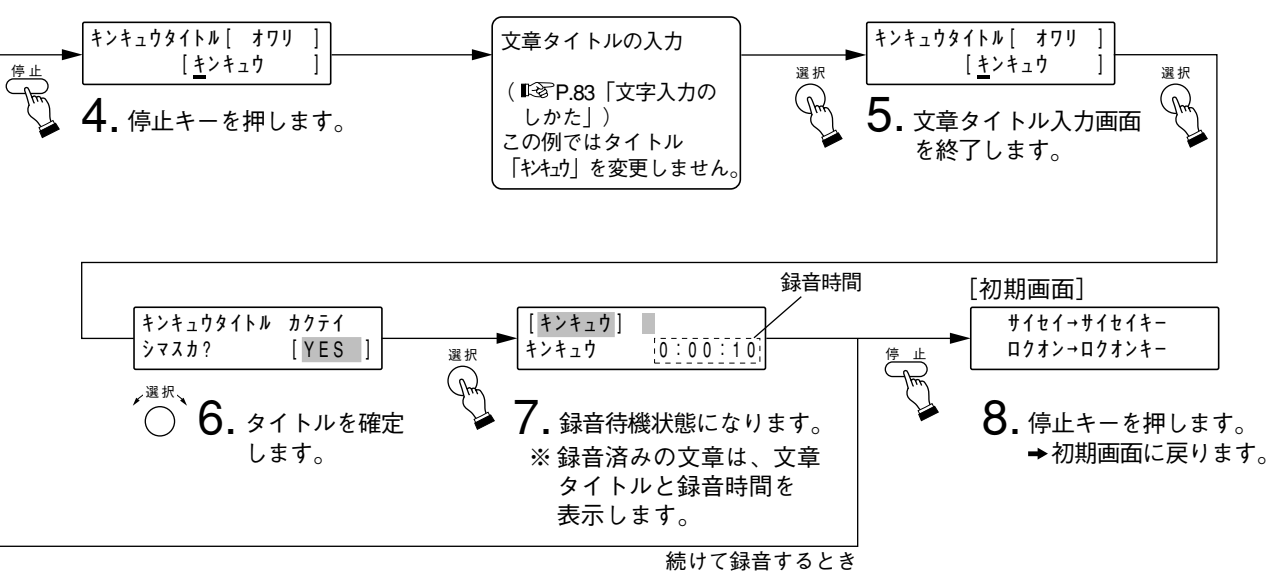 停止
キンキュウタイトル[ オワリ ]
[キンキュウ ]
4. 停止キーを押します。
文章タイトルの入力
（☞P.83「文字入力の
しかた」）
この例ではタイトル
「ｷﾝｷｭｳ」を変更しません。
選択
キンキュウタイトル[ オワリ ]
[キンキュウ ]
5. 文章タイトル入力画面
を終了します。
選択
キンキュウタイトル カクテイ
シマスカ? [YES ]
選択
6. タイトルを確定
します。
選択
録音時間
[キンキュウ]
キンキュウ 0:00:10
7. 録音待機状態になります。
※ 録音済みの文章は、文章
タイトルと録音時間を
表示します。
続けて録音するとき
停 止
[初期画面]
サイセイ→サイセイキー
ロクオン→ロクオンキー
8. 停止キーを押します。
➡初期画面に戻ります。